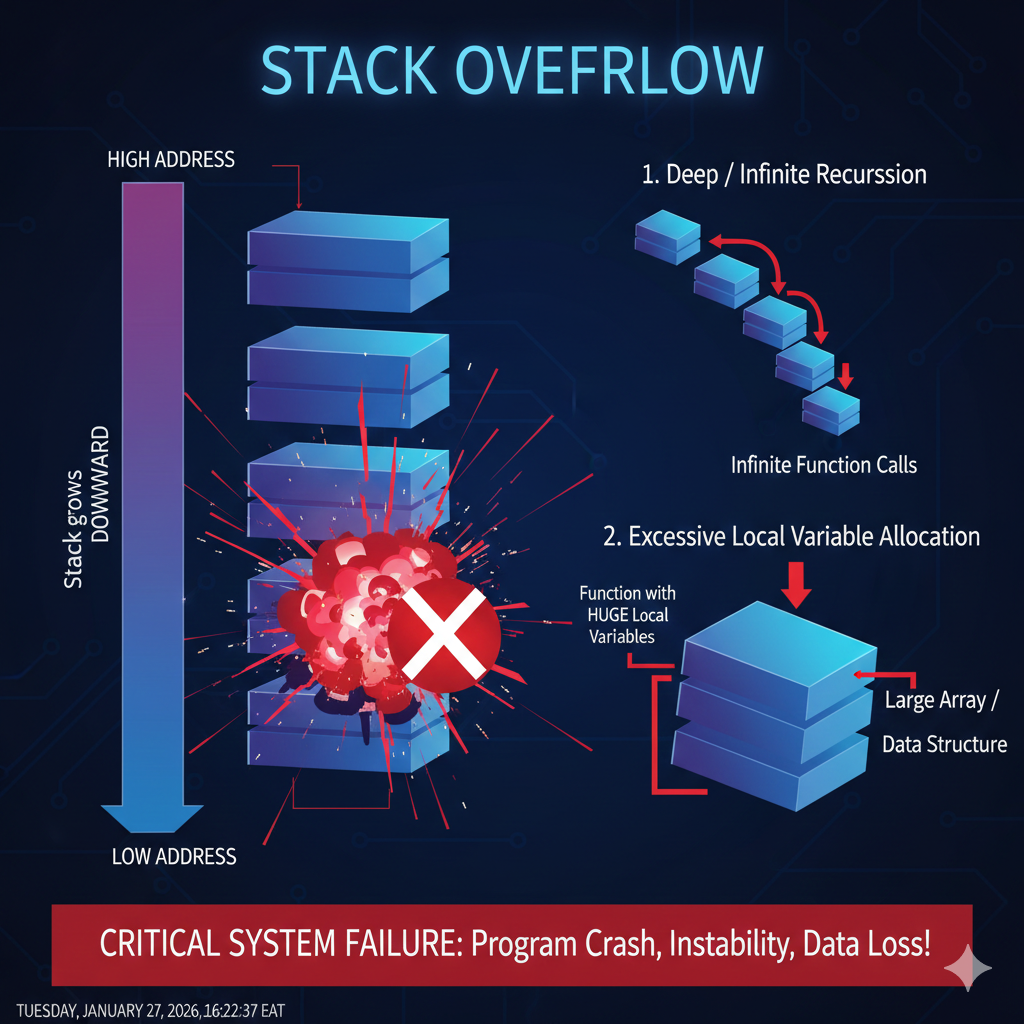 STACK OVEFRLOW
HIGH ADDRESS
Stack grows
DOWWWARD
LOW ADDRESS
1. Deep / Infinite Recurssion
Infinite Function Calls
2. Excessive Local Variable Allocation
Function with
HUGE Local
Variables
Large Array /
Data Structure
CRITICAL SYSTEM FAILURE: Program Crash, Instability, Data Loss!
TUESDAY, JANUARY 27, 2026, 16:22:37 EAT